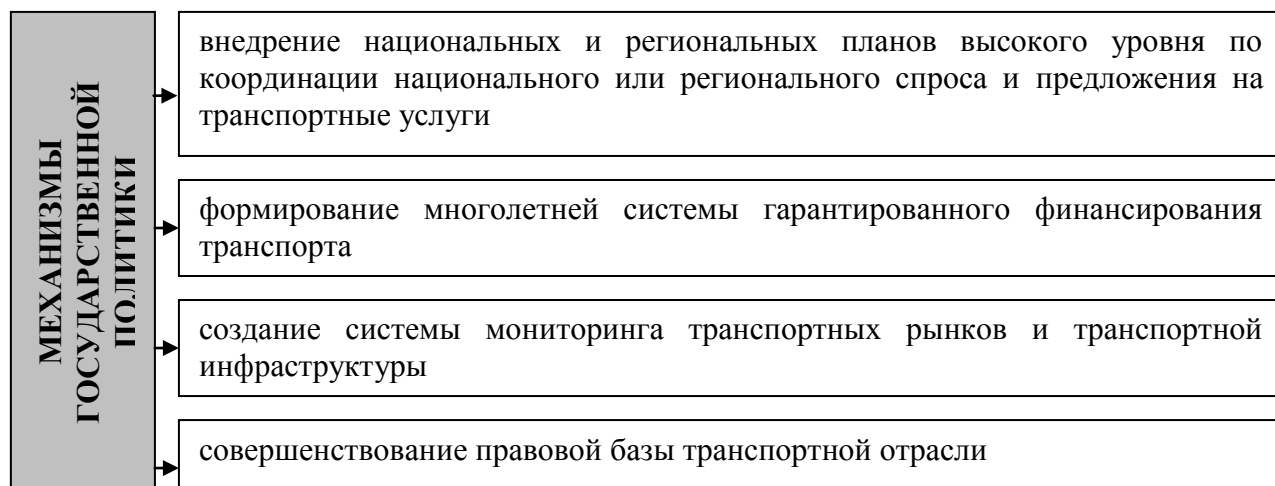 МЕХАНИЗМЫ
ГОСУДАРСТВЕННОЙ
ПОЛИТИКИ
внедрение национальных и региональных планов высокого уровня по
координации национального или регионального спроса и предложения на
транспортные услуги
формирование многолетней системы гарантированного финансирования
транспорта
создание системы мониторинга транспортных рынков и транспортной
инфраструктуры
совершенствование правовой базы транспортной отрасли